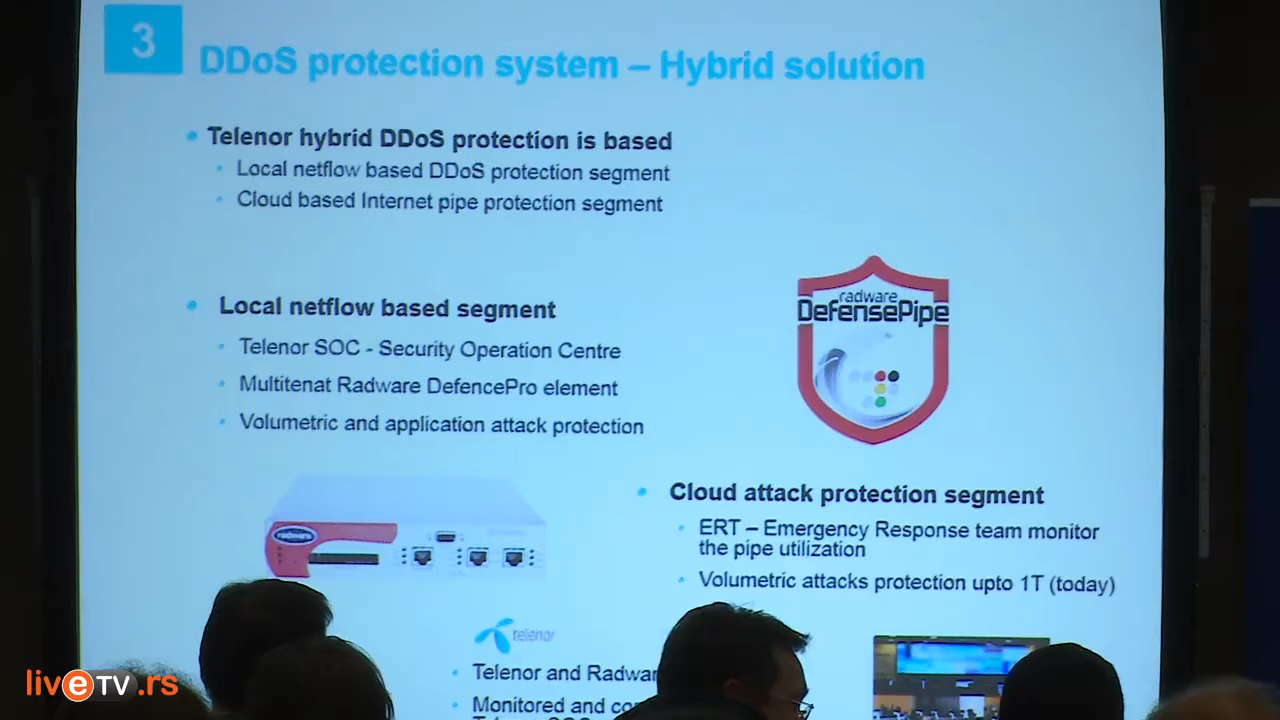 3
DDoS protection system – Hybrid solution
Telenor hybrid DDoS protection is based
Local netflow based DDoS protection segment
Cloud based Internet pipe protection segment
Local netflow based segment
Telenor SOC - Security Operation Centre
Multitenat Radware DefencePro element
Volumetric and application attack protection
radware
DefensePipe
radware
Cloud attack protection segment
ERT – Emergency Response team monitor
the pipe utilization
Volumetric attacks protection upto 1T (today)
telenor
Telenor and
Monitored and
livetv.rs